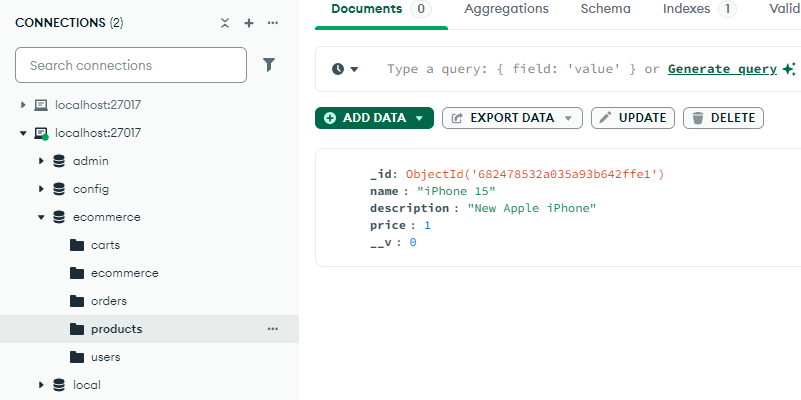 CONNECTIONS (2)
Search connections
localhost:27017
localhost:27017
admin
config
ecommerce
carts
ecommerce
orders
products
users
local
Documents 0
Aggregations
Schema
Indexes 1
Valid
Type a query: { field: 'value' } or Generate query
ADD DATA
EXPORT DATA
UPDATE
DELETE
_id: ObjectId('682478532a035a93b642ffe1')
name : "iPhone 15"
description : "New Apple iPhone"
price : 1
__v : 0